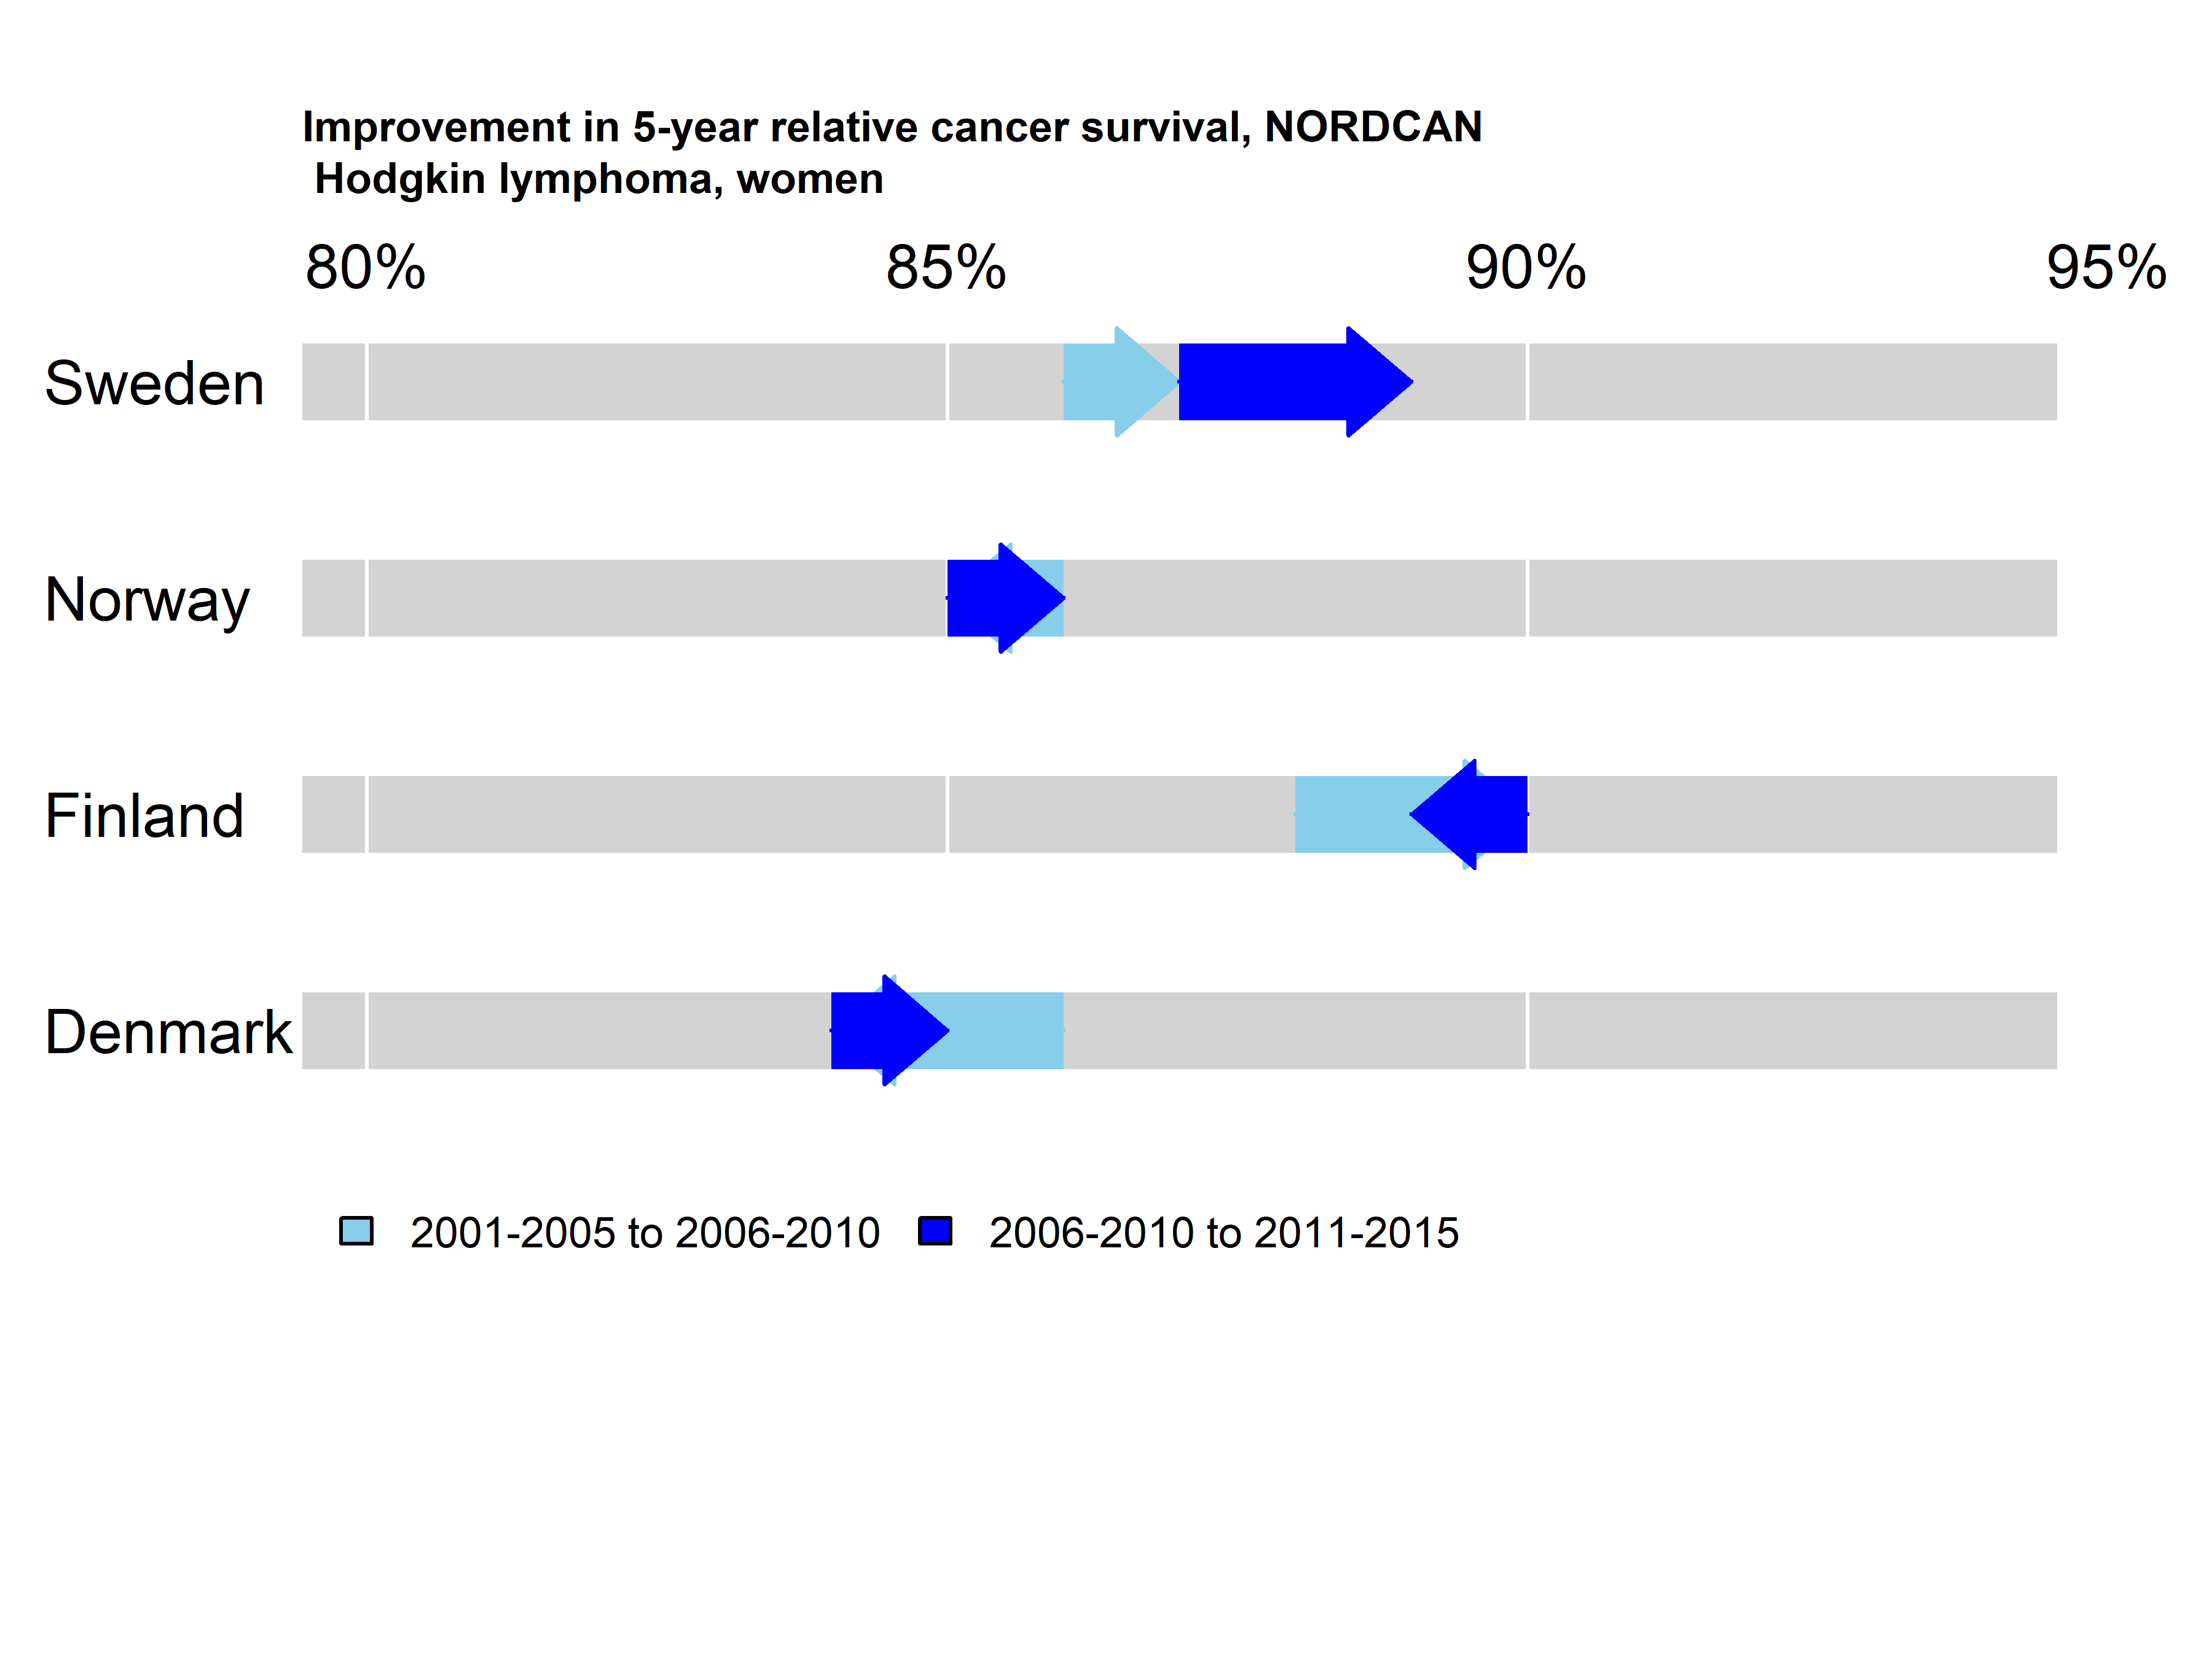 Improvement in 5-year relative cancer survival, NORDCAN
Hodgkin lymphoma, women
80% 85% 90% 95%
Sweden
Norway
Finland
Denmark
2001-2005 to 2006-2010 2006-2010 to 2011-2015